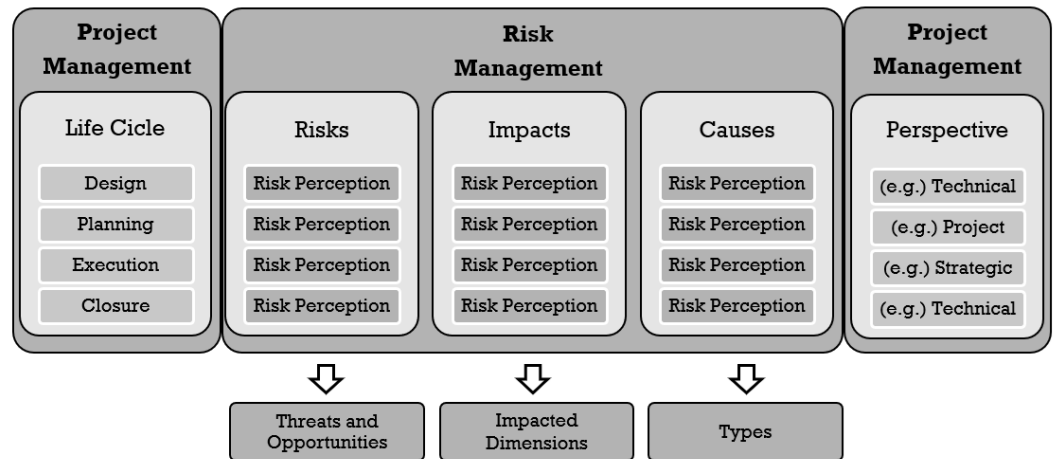 Project
Management
Risk
Management
Project
Management
Life Cicle
Risks
Impacts
Causes
Perspective
Design
Risk Perception
Risk Perception
Risk Perception
(e.g.) Technical
Planning
Risk Perception
Risk Perception
Risk Perception
(e.g.) Project
Execution
Risk Perception
Risk Perception
Risk Perception
(e.g.) Strategic
Closure
Risk Perception
Risk Perception
Risk Perception
(e.g.) Technical
Threats and
Opportunities
Impacted
Dimensions
Types